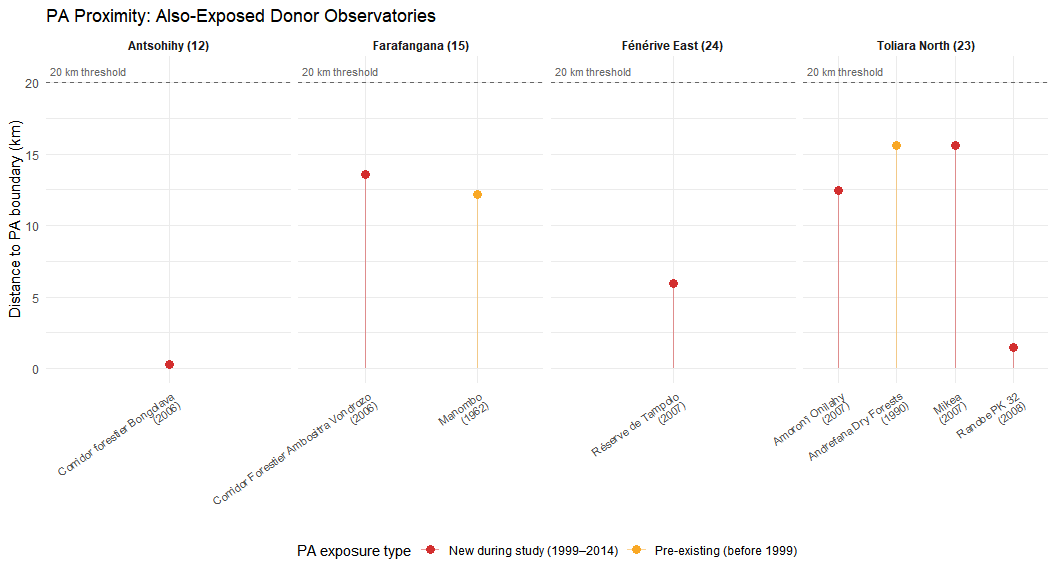 PA Proximity: Also-Exposed Donor Observatories
Antsohihy (12)
Farafangana (15)
Fénérive East (24)
Toliara North (23)
20 km threshold
20 km threshold
20 km threshold
20 km threshold
Distance to PA boundary (km)
20
15
10
5
0
Corridor forestier Bongolava
(2006)
Corridor Forestier Ambositra Vondrozo
(2006)
Manombo
(1962)
Réserve de Tampolo
(2007)
Amoron'i Onilahy
(2007)
Andrefana Dry Forests
(1990)
Mikea
(2007)
Ranobe PK 32
(2008)
PA exposure type
New during study (1999–2014)
Pre-existing (before 1999)